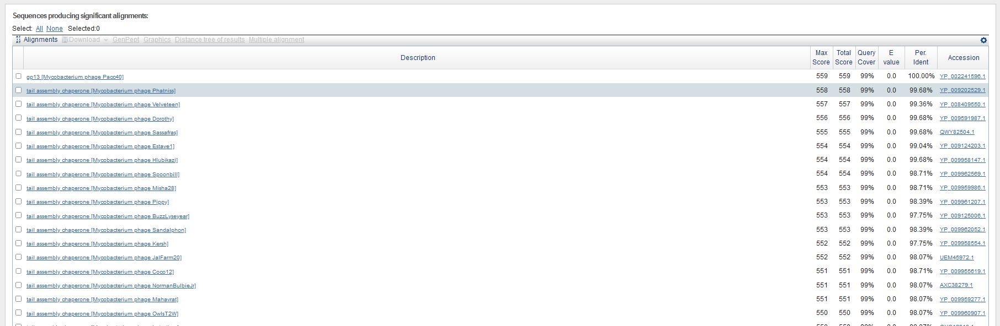 Sequences producing significant alignments:
Select: All None Selected:0
Alignments Download GenPept Graphics Distance tree of results Multiple alignment
Description Max Score Total Score Query Cover E value Per. Ident Accession
gp13 [Mycobacterium phage Paco40] 559 559 99% 0.0 100.00% YP_002241596.1
tail assembly chaperone [Mycobacterium phage Phatniss] 558 558 99% 0.0 99.68% YP_009202529.1
tail assembly chaperone [Mycobacterium phage Velveteen] 557 557 99% 0.0 99.36% YP_008409550.1
tail assembly chaperone [Mycobacterium phage Dorothy] 556 556 99% 0.0 99.68% YP_009591987.1
tail assembly chaperone [Mycobacterium phage Sassafras] 555 555 99% 0.0 99.68% QWY82504.1
tail assembly chaperone [Mycobacterium phage Estave1] 554 554 99% 0.0 99.04% YP_009124203.1
tail assembly chaperone [Mycobacterium phage Hlubikazi] 554 554 99% 0.0 99.68% YP_009958147.1
tail assembly chaperone [Mycobacterium phage Spoonbill] 554 554 99% 0.0 98.71% YP_009962569.1
tail assembly chaperone [Mycobacterium phage Misha28] 553 553 99% 0.0 98.71% YP_009959986.1
tail assembly chaperone [Mycobacterium phage Pippy] 553 553 99% 0.0 98.39% YP_009961207.1
tail assembly chaperone [Mycobacterium phage BuzzLyseyear] 553 553 99% 0.0 97.75% YP_009125006.1
tail assembly chaperone [Mycobacterium phage Sandalphon] 553 553 99% 0.0 98.39% YP_009962052.1
tail assembly chaperone [Mycobacterium phage Kersh] 552 552 99% 0.0 97.75% YP_009958554.1
tail assembly chaperone [Mycobacterium phage JalFarm20] 552 552 99% 0.0 98.07% UEM45972.1
tail assembly chaperone [Mycobacterium phage Coco12] 551 551 99% 0.0 98.71% YP_009955619.1
tail assembly chaperone [Mycobacterium phage NormanBulbieJr] 551 551 99% 0.0 98.07% AXC38279.1
tail assembly chaperone [Mycobacterium phage Mahavrat] 551 551 99% 0.0 98.07% YP_009959277.1
tail assembly chaperone [Mycobacterium phage OwlsT2W] 550 550 99% 0.0 98.07% YP_009960907.1